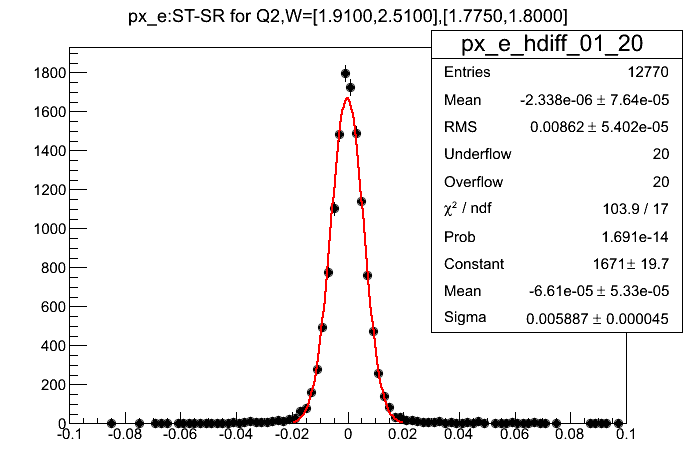 px_e:ST-SR for Q2,W=[1.9100,2.5100],[1.7750,1.8000]
px_e_hdiff_01_20
Entries 12770
Mean -2.338e-06 ± 7.64e-05
RMS 0.00862 ± 5.402e-05
Underflow 20
Overflow 20
χ² / ndf 103.9 / 17
Prob 1.691e-14
Constant 1671± 19.7
Mean -6.61e-05 ± 5.33e-05
Sigma 0.005887 ± 0.000045
1800
1600
1400
1200
1000
800
600
400
200
0
-0.1 -0.08 -0.06 -0.04 -0.02 0 0.02 0.04 0.06 0.08 0.1